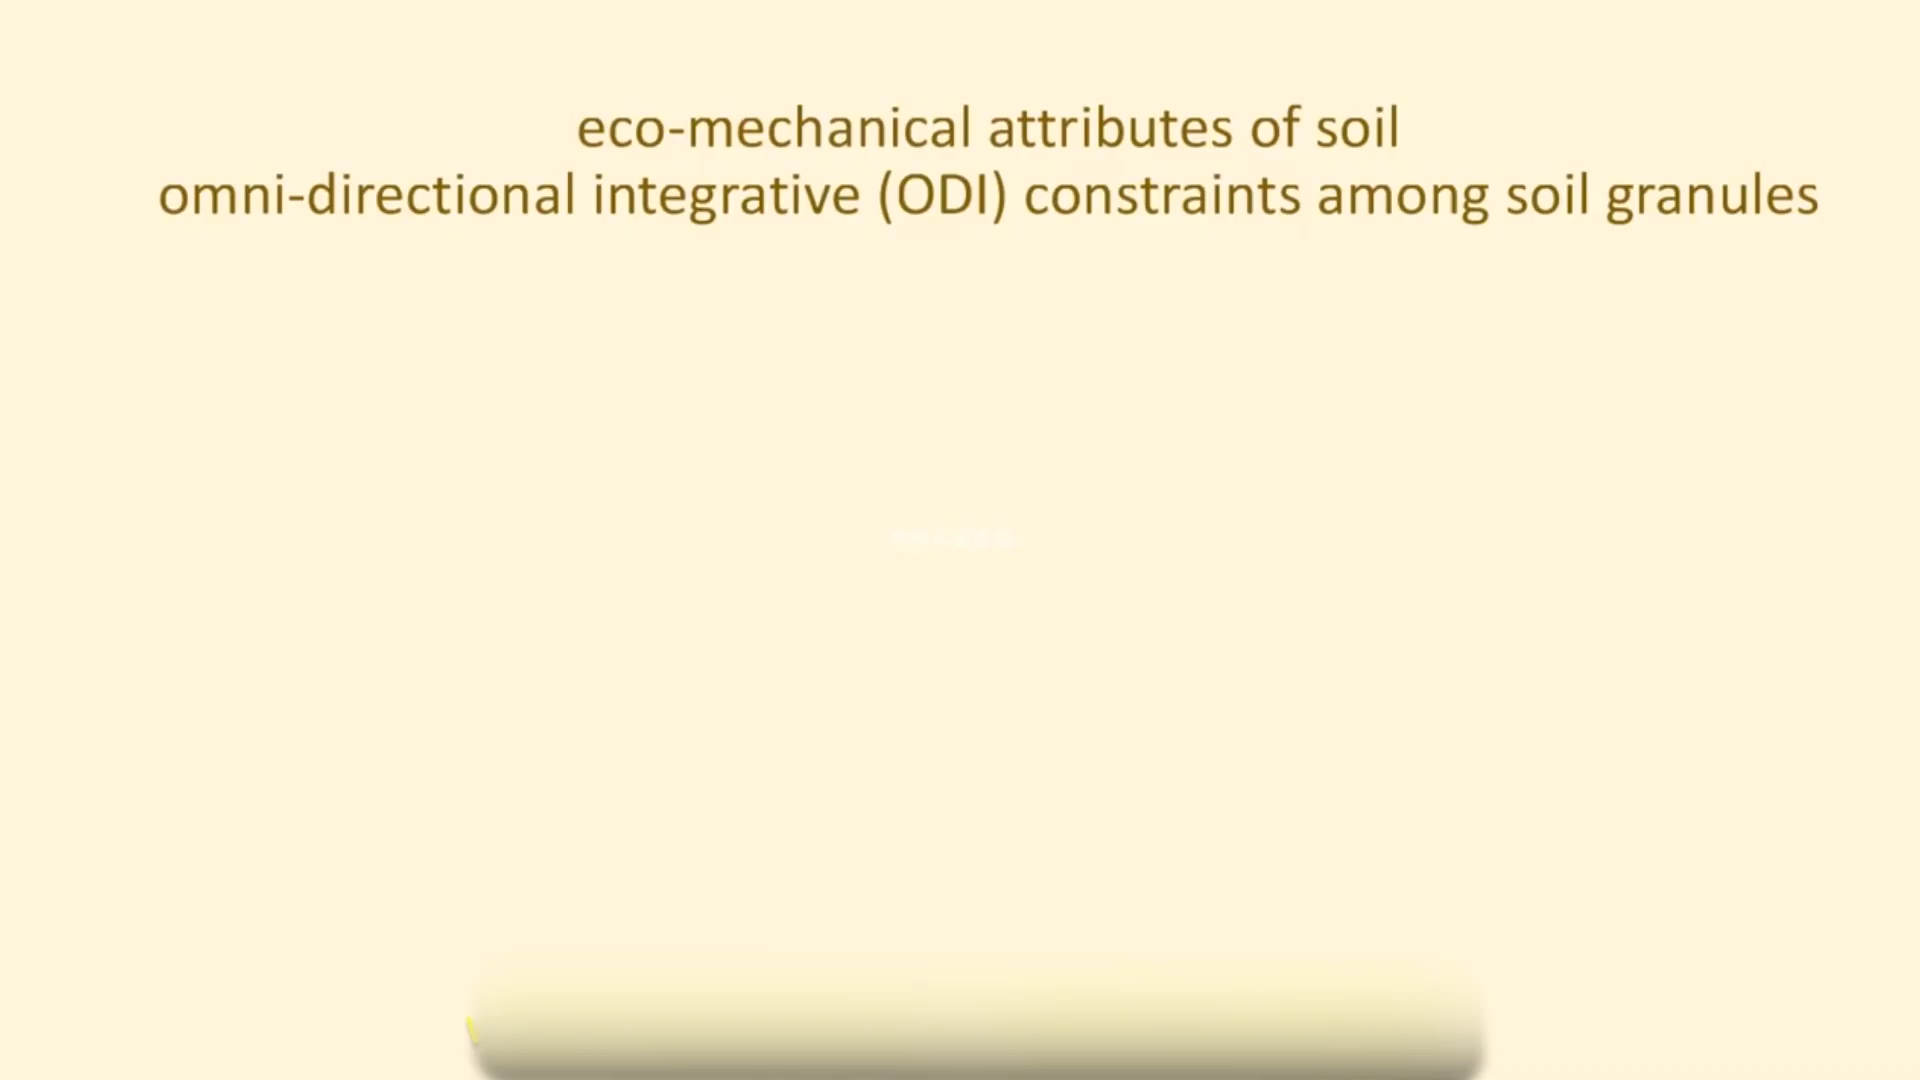 eco-mechanical attributes of soil
omni-directional integrative (ODI) constraints among soil granules